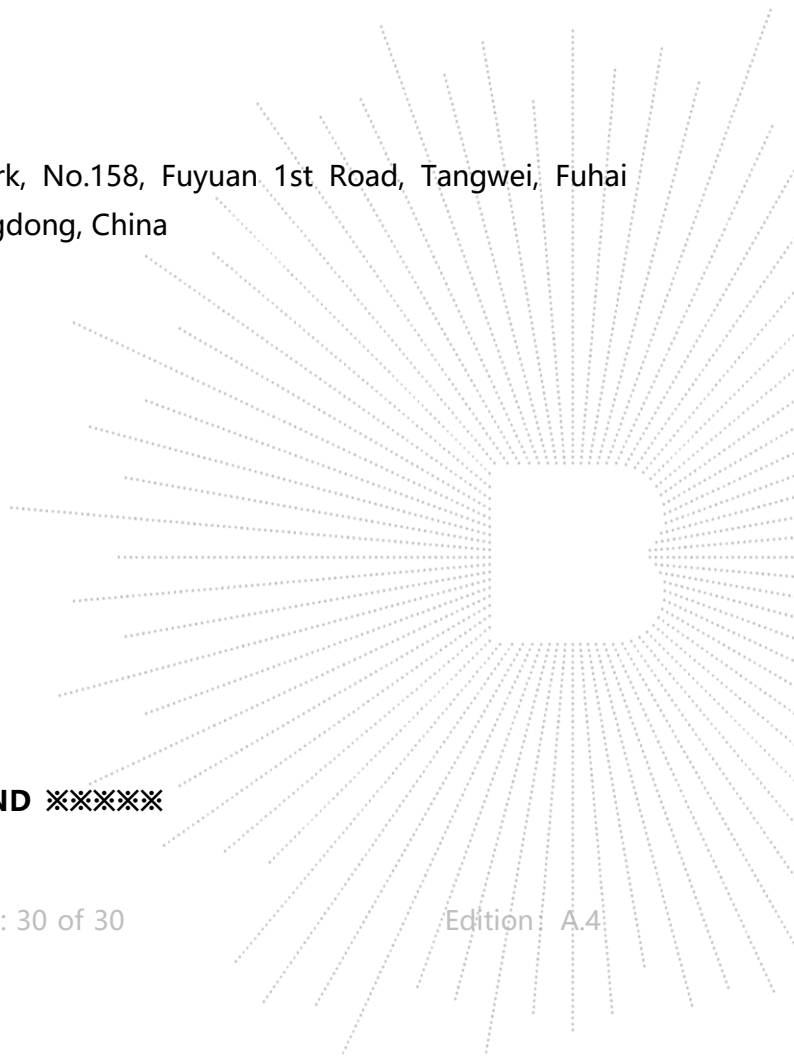 rk, No.158, Fuyuan 1st Road, Tangwei, Fuhai
gdong, China
ND ※※※※※
: 30 of 30 Edition: A.4